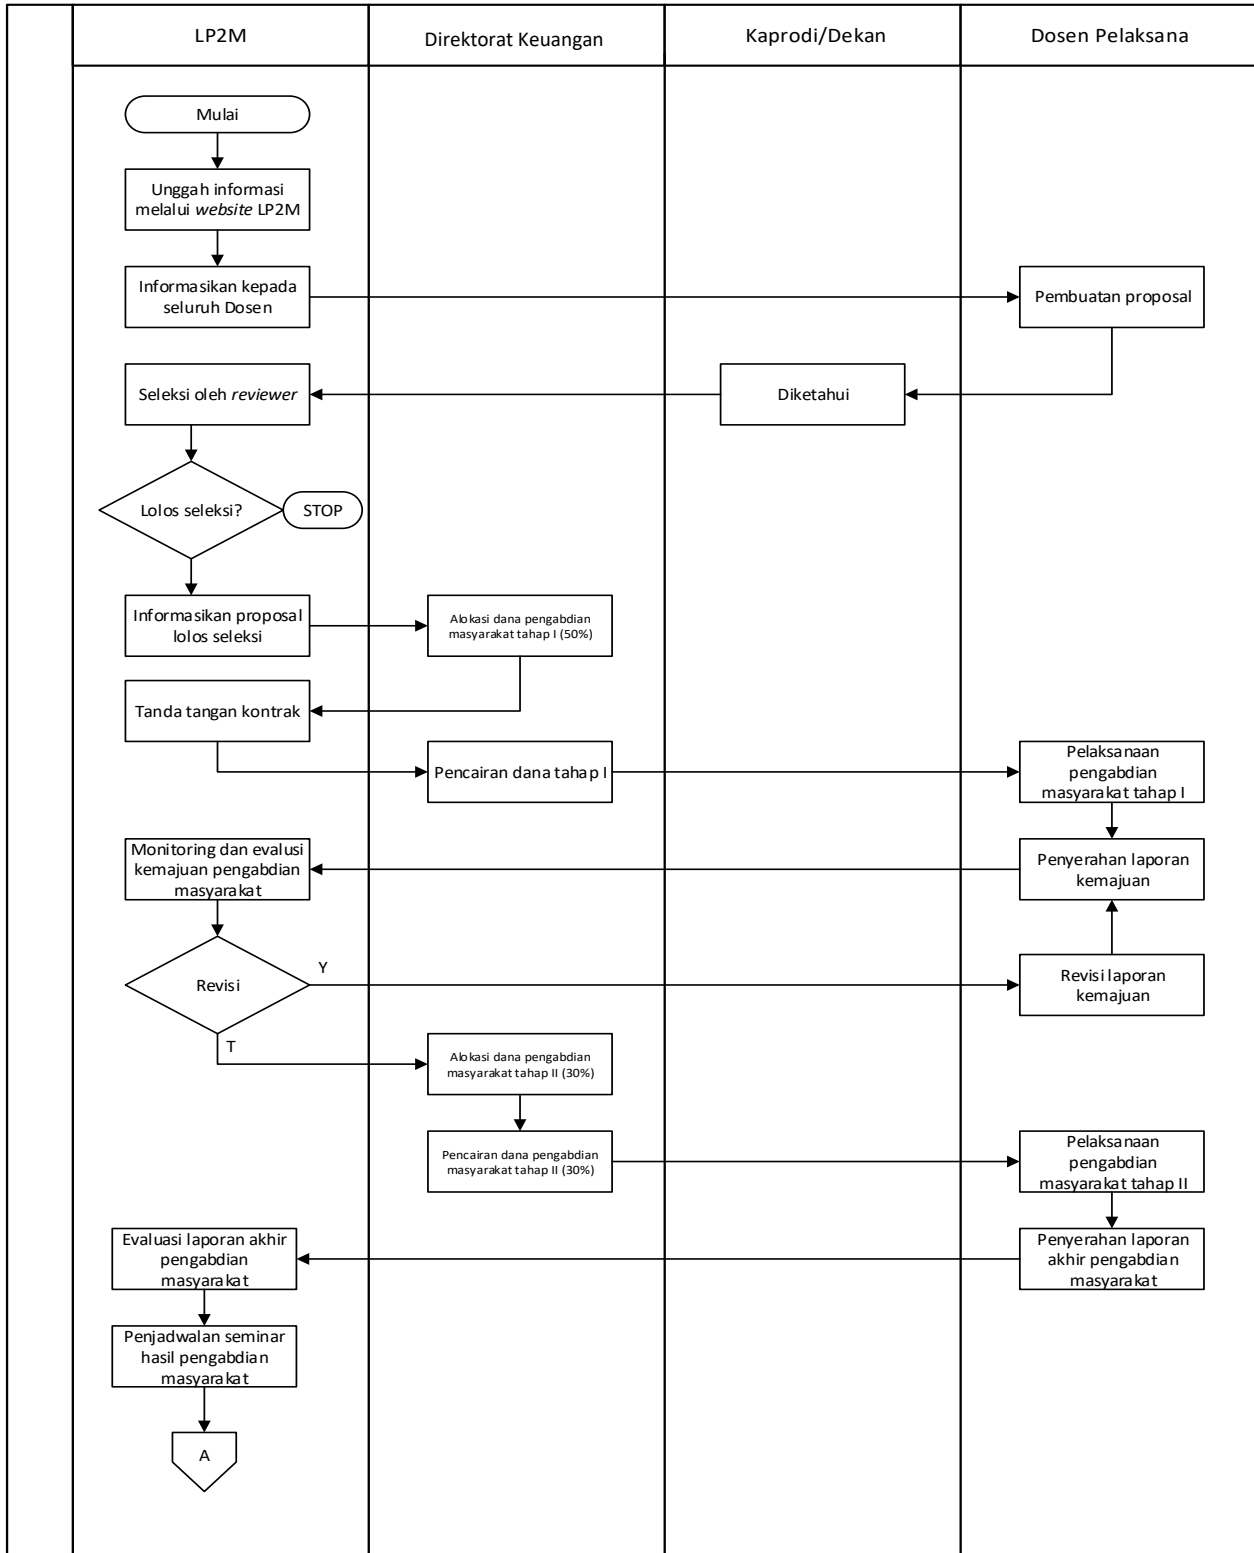 LP2M
Direktorat Keuangan
Kaprodi/Dekan
Dosen Pelaksana
Mulai
Unggah informasi
melalui website LP2M
Informasikan kepada
seluruh Dosen
Pembuatan proposal
Seleksi oleh reviewer
Diketahui
Lolos seleksi?
STOP
Informasikan proposal
lolos seleksi
Alokasi dana pengabdian
masyarakat tahap I (50%)
Tanda tangan kontrak
Pencairan dana tahap I
Pelaksanaan
pengabdian
masyarakat tahap I
Monitoring dan evalusi
kemajuan pengabdian
masyarakat
Penyerahan laporan
kemajuan
Revisi
Y
Revisi laporan
kemajuan
T
Alokasi dana pengabdian
masyarakat tahap II (30%)
Pencairan dana pengabdian
masyarakat tahap II (30%)
Pelaksanaan
pengabdian
masyarakat tahap II
Evaluasi laporan akhir
pengabdian
masyarakat
Penyerahan laporan
akhir pengabdian
masyarakat
Penjadwalan seminar
hasil pengabdian
masyarakat
A